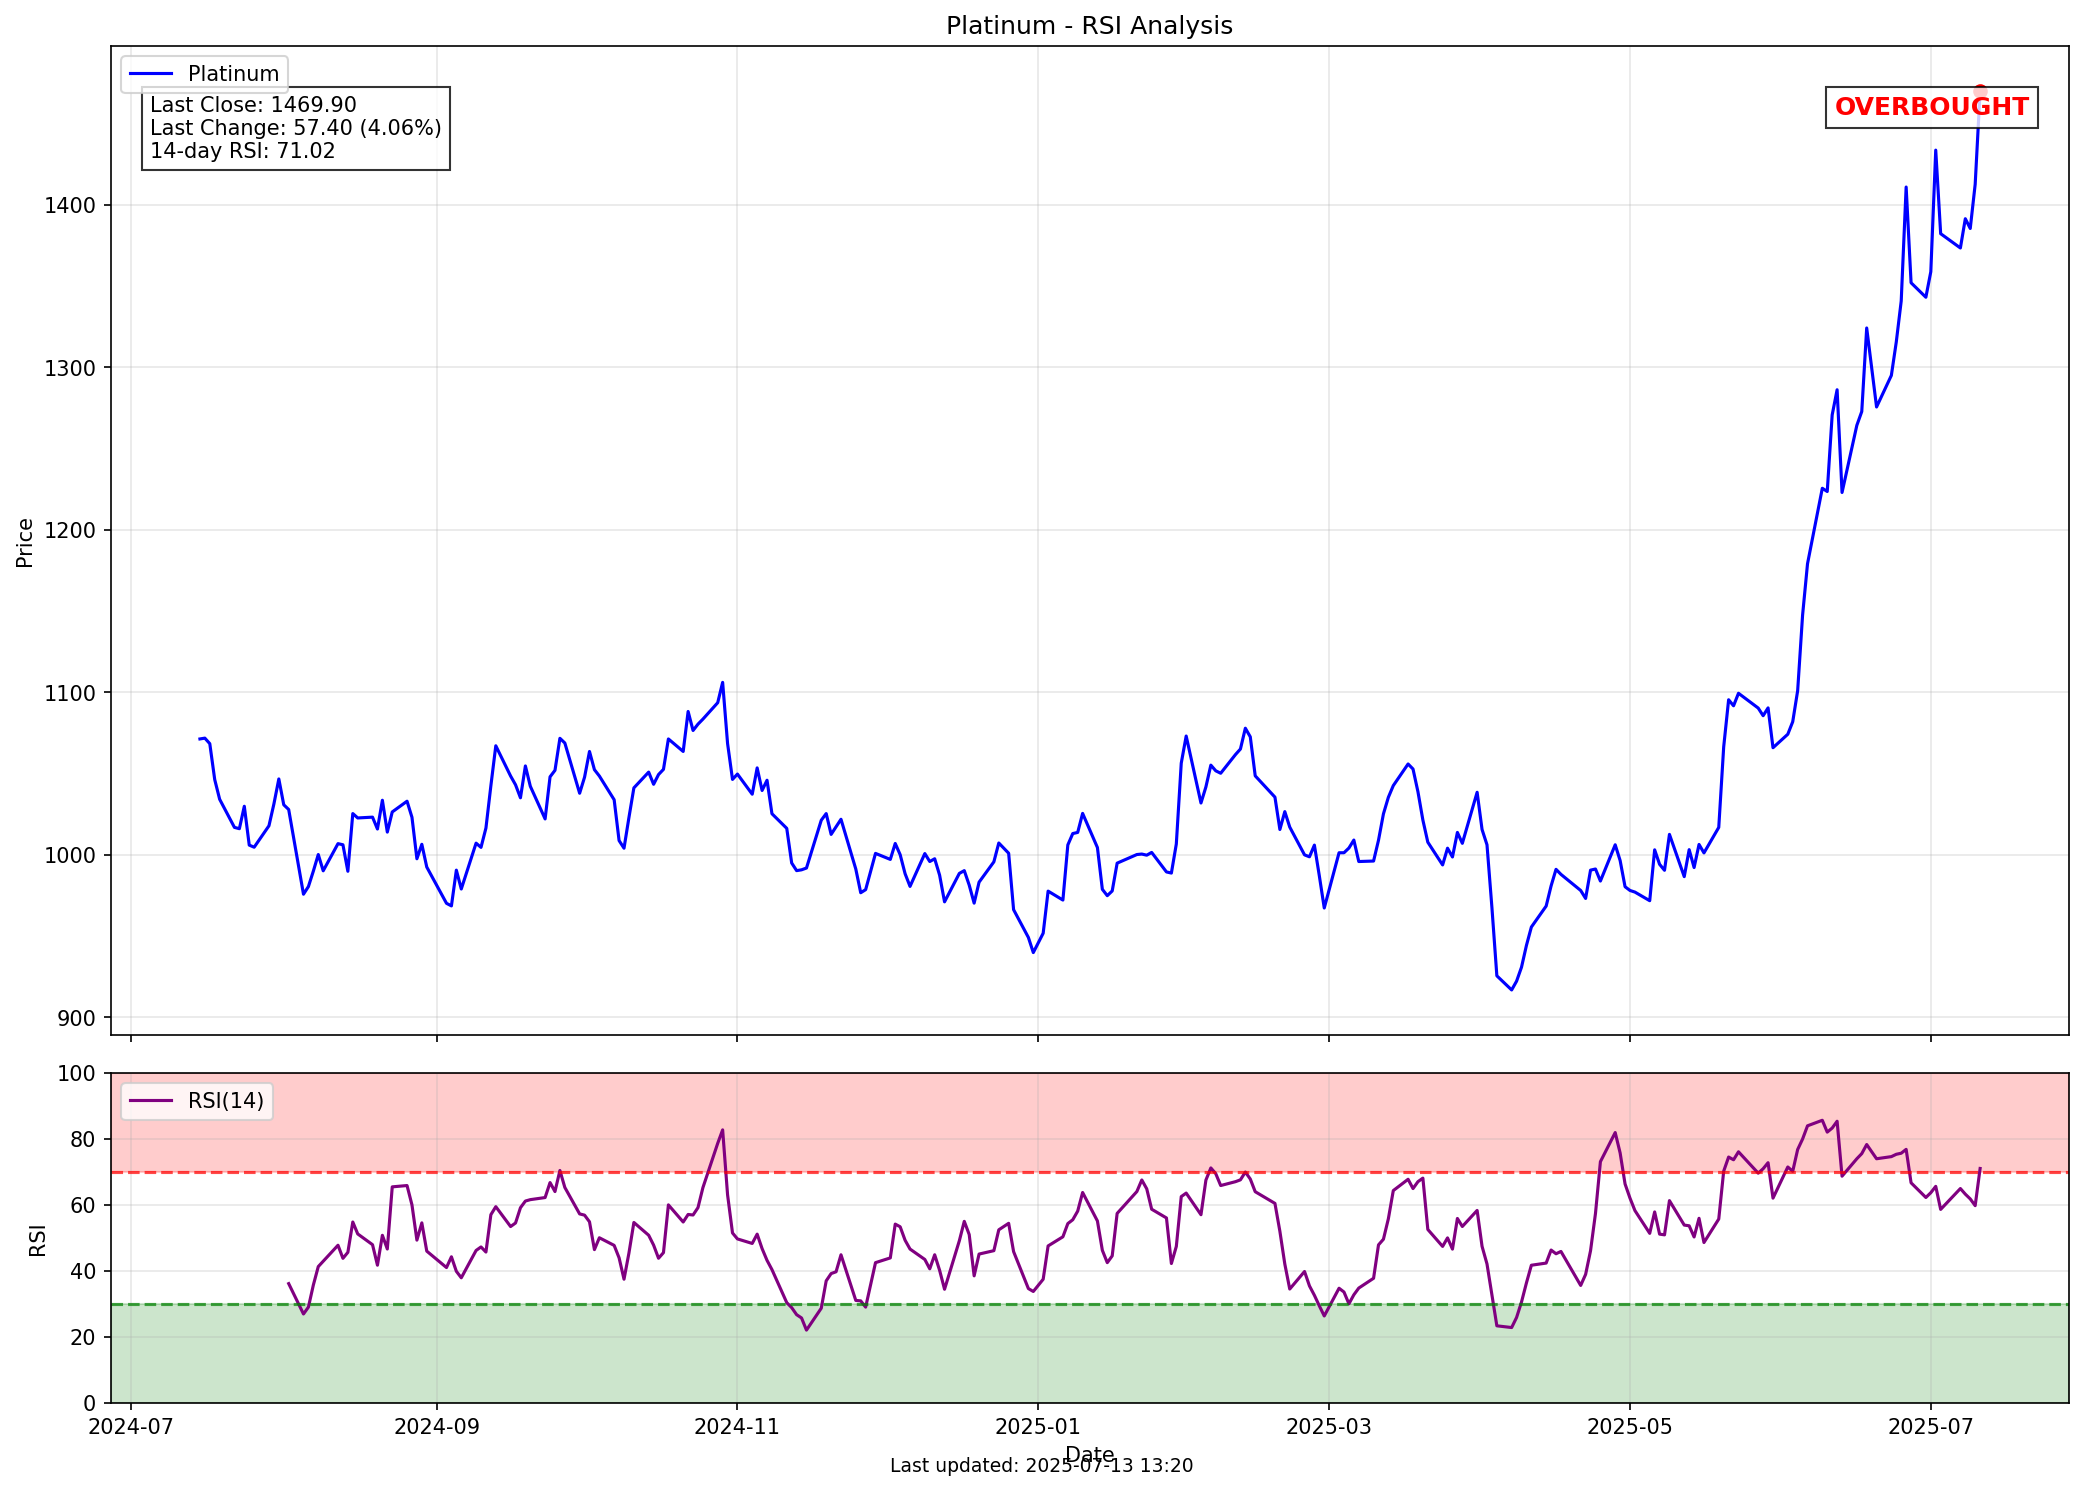 Platinum - RSI Analysis
Platinum
Last Close: 1469.90
Last Change: 57.40 (4.06%)
14-day RSI: 71.02
OVERBOUGHT
1400
1300
1200
1100
1000
900
Price
RSI(14)
100
80
60
40
20
0
RSI
2024-07
2024-09
2024-11
2025-01
2025-03
2025-05
2025-07
Date
Last updated: 2025-07-13 13:20